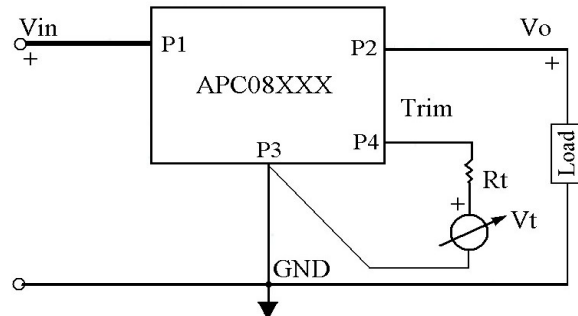 Vin
+
P1
P2
Vo
+
APC08XXX
Trim
P4
P3
Rt
Load
+
Vt
GND